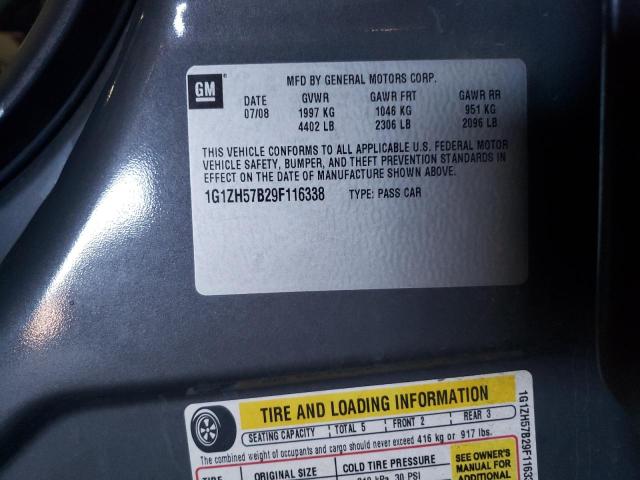 GM
MFD BY GENERAL MOTORS CORP.
DATE GVWR GAWR FRT GAWR RR
07/08 1997 KG 1046 KG 951 KG
4402 LB 2306 LB 2096 LB
THIS VEHICLE CONFORMS TO ALL APPLICABLE U.S. FEDERAL MOTOR
VEHICLE SAFETY, BUMPER, AND THEFT PREVENTION STANDARDS IN
EFFECT ON THE DATE OF MANUFACTURE SHOWN ABOVE.
1G1ZH57B29F116338 TYPE: PASS CAR
TIRE AND LOADING INFORMATION
SEATING CAPACITY TOTAL 5 FRONT 2 REAR 3
The combined weight of occupants and cargo should never exceed 416 kg or 917 lbs.
TIRE ORIGINAL SIZE COLD TIRE PRESSURE
30 PSI
SEE OWNER'S
MANUAL FOR
ADDITIONAL
1G1ZH57B29F11633